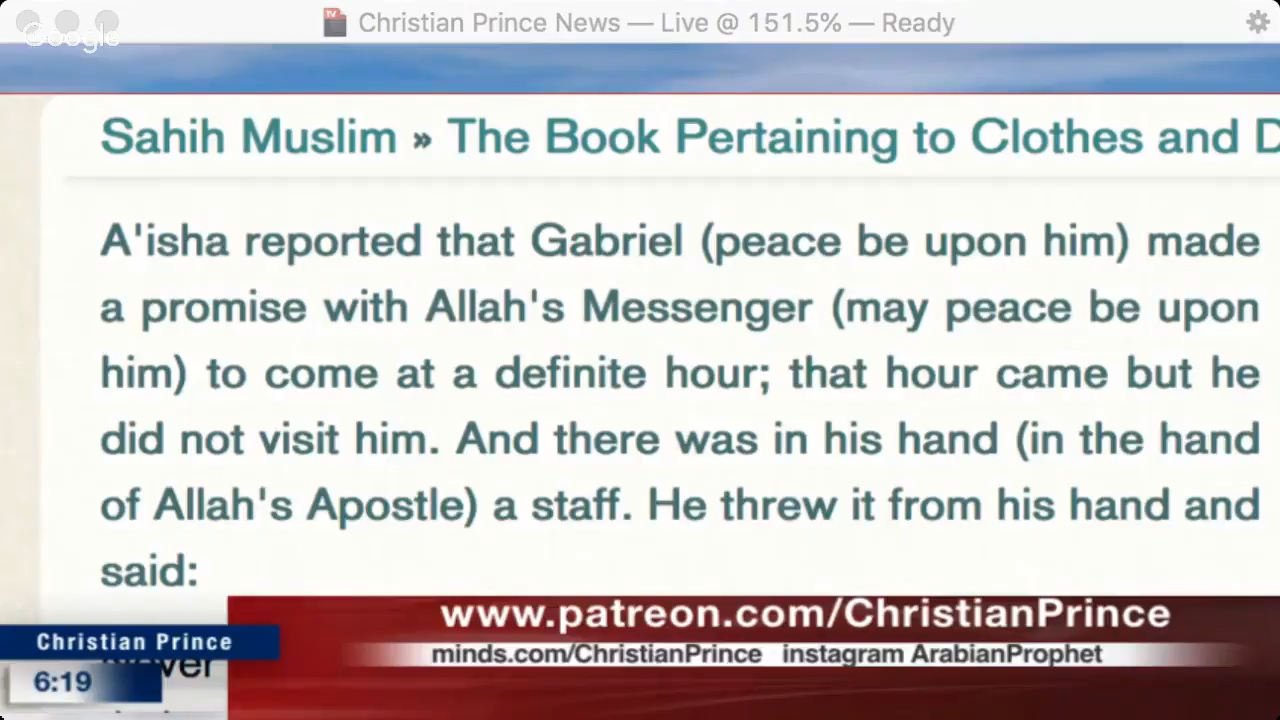 Christian Prince News — Live @ 151.5% — Ready
Google
Sahih Muslim » The Book Pertaining to Clothes and D
A'isha reported that Gabriel (peace be upon him) made
a promise with Allah's Messenger (may peace be upon
him) to come at a definite hour; that hour came but he
did not visit him. And there was in his hand (in the hand
of Allah's Apostle) a staff. He threw it from his hand and
said:
www.patreon.com/ChristianPrince
Christian Prince
minds.com/ChristianPrince instagram ArabianProphet
6:19